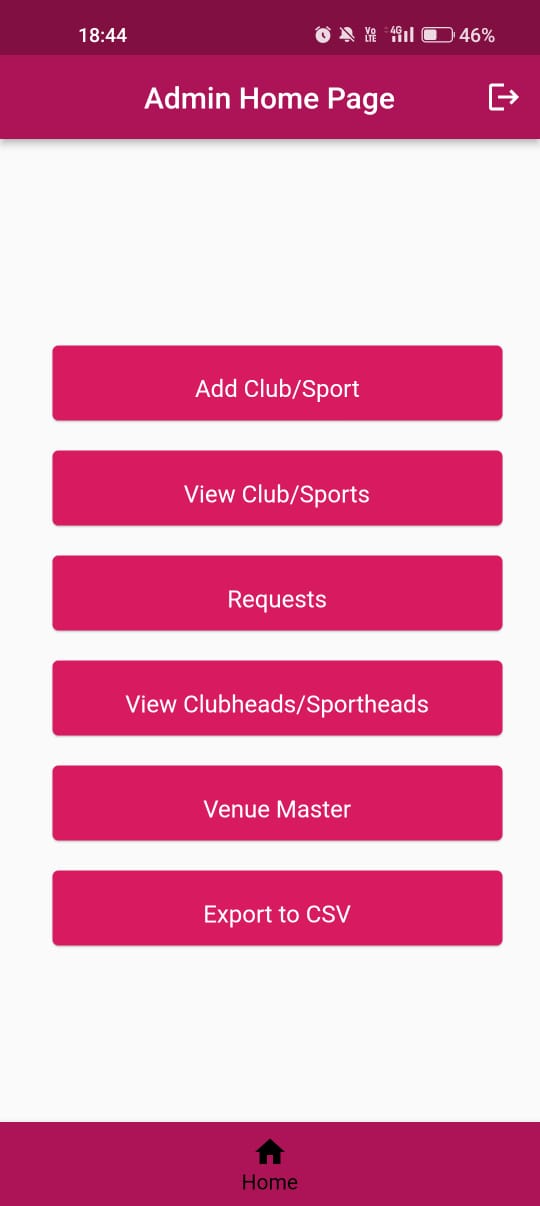 18:44 Vo LTE 4G 46%
Admin Home Page
Add Club/Sport
View Club/Sports
Requests
View Clubheads/Sportheads
Venue Master
Export to CSV
Home